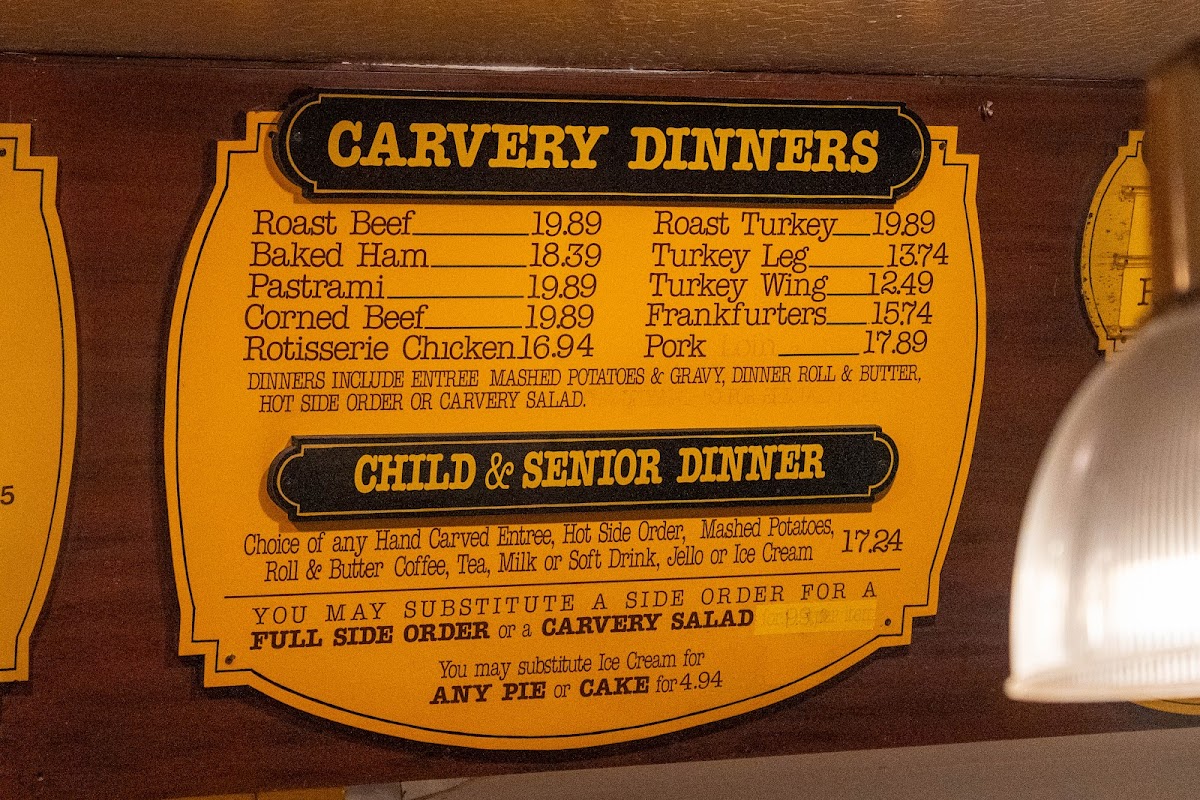 CARVERY DINNERS
Roast Beef 19.89
Baked Ham 18.39
Pastrami 19.89
Corned Beef 19.89
Rotisserie Chicken 16.94
Roast Turkey 19.89
Turkey Leg 13.74
Turkey Wing 12.49
Frankfurters 15.74
Pork 17.89
DINNERS INCLUDE ENTREE MASHED POTATOES & GRAVY, DINNER ROLL & BUTTER,
HOT SIDE ORDER OR CARVERY SALAD.
CHILD & SENIOR DINNER
Choice of any Hand Carved Entree, Hot Side Order, Mashed Potatoes,
Roll & Butter Coffee, Tea, Milk or Soft Drink, Jello or Ice Cream 17.24
YOU MAY SUBSTITUTE A SIDE ORDER FOR A
FULL SIDE ORDER or a CARVERY SALAD
You may substitute Ice Cream for
ANY PIE or CAKE for 4.94
5